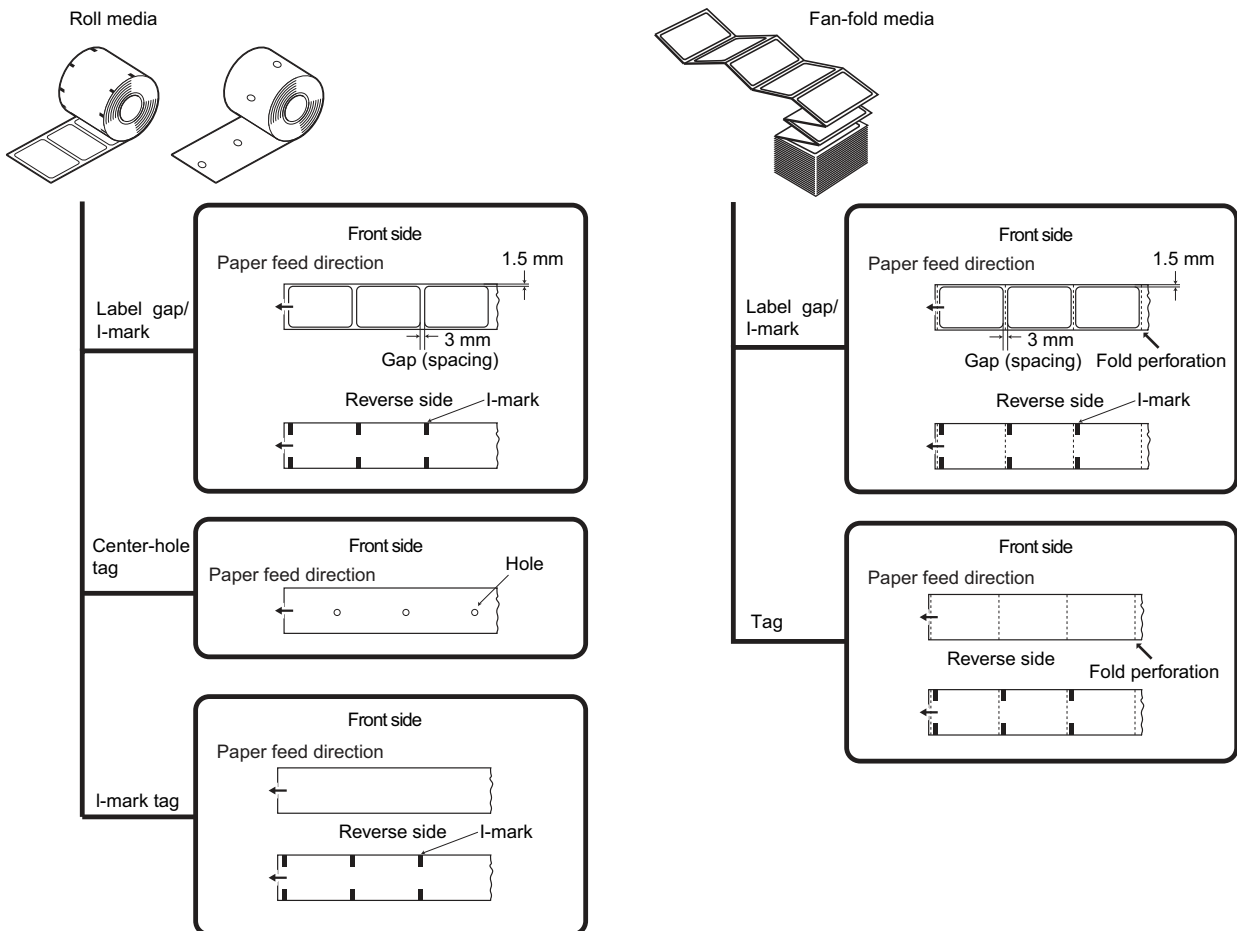 Roll media
Label gap/
I-mark
Front side
Paper feed direction
1.5 mm
3 mm
Gap (spacing)
Reverse side
I-mark
Center-hole
tag
Front side
Paper feed direction
Hole
I-mark tag
Front side
Paper feed direction
Reverse side
I-mark
Fan-fold media
Label gap/
I-mark
Front side
Paper feed direction
1.5 mm
3 mm
Gap (spacing)
Fold perforation
Reverse side
I-mark
Tag
Front side
Paper feed direction
Reverse side
Fold perforation